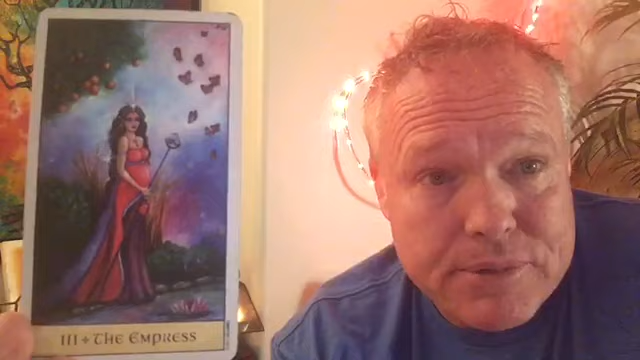 III ✦ THE EMPRESS